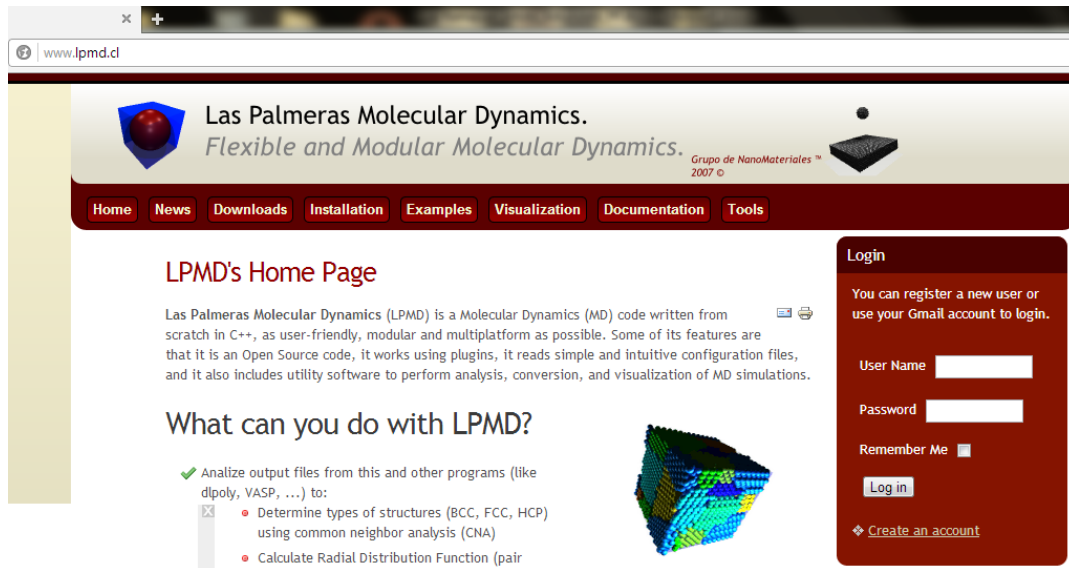 www.lpmd.cl
Las Palmeras Molecular Dynamics.
Flexible and Modular Molecular Dynamics.
Grupo de NanoMateriales ™
2007 ©
Home News Downloads Installation Examples Visualization Documentation Tools
LPMD's Home Page
Las Palmeras Molecular Dynamics (LPMD) is a Molecular Dynamics (MD) code written from
scratch in C++, as user-friendly, modular and multiplatform as possible. Some of its features are
that it is an Open Source code, it works using plugins, it reads simple and intuitive configuration files,
and it also includes utility software to perform analysis, conversion, and visualization of MD simulations.
What can you do with LPMD?
Analize output files from this and other programs (like
dlpoly, VASP, ...) to:
Determine types of structures (BCC, FCC, HCP)
using common neighbor analysis (CNA)
Calculate Radial Distribution Function (pair
Login
You can register a new user or
use your Gmail account to login.
User Name
Password
Remember Me
Log in
Create an account